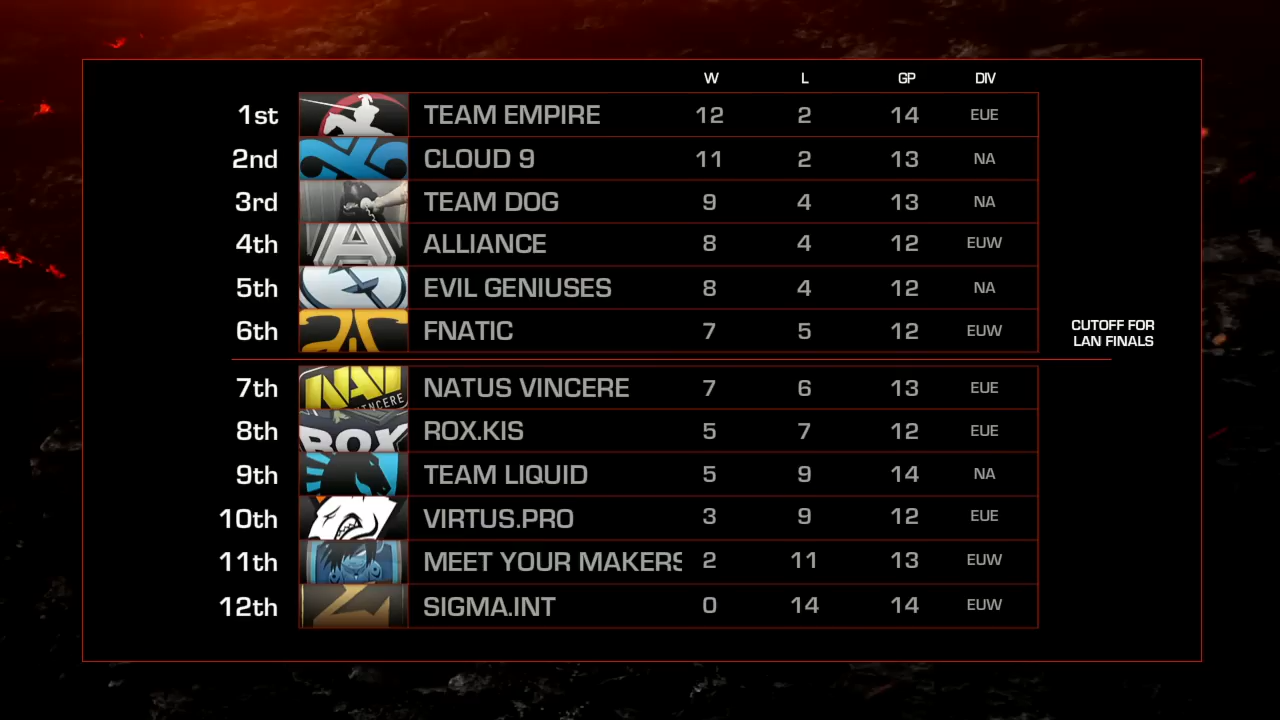 W L GP DIV
1st TEAM EMPIRE 12 2 14 EUE
2nd CLOUD 9 11 2 13 NA
3rd TEAM DOG 9 4 13 NA
4th A ALLIANCE 8 4 12 EUW
5th EVIL GENIUSES 8 4 12 NA
6th FNATIC 7 5 12 EUW
CUTOFF FOR
LAN FINALS
7th NAVI VINCERE NATUS VINCERE 7 6 13 EUE
8th ROX ROX.KIS 5 7 12 EUE
9th TEAM LIQUID 5 9 14 NA
10th VIRTUS.PRO 3 9 12 EUE
11th MEET YOUR MAKERS 2 11 13 EUW
12th SIGMA.INT 0 14 14 EUW